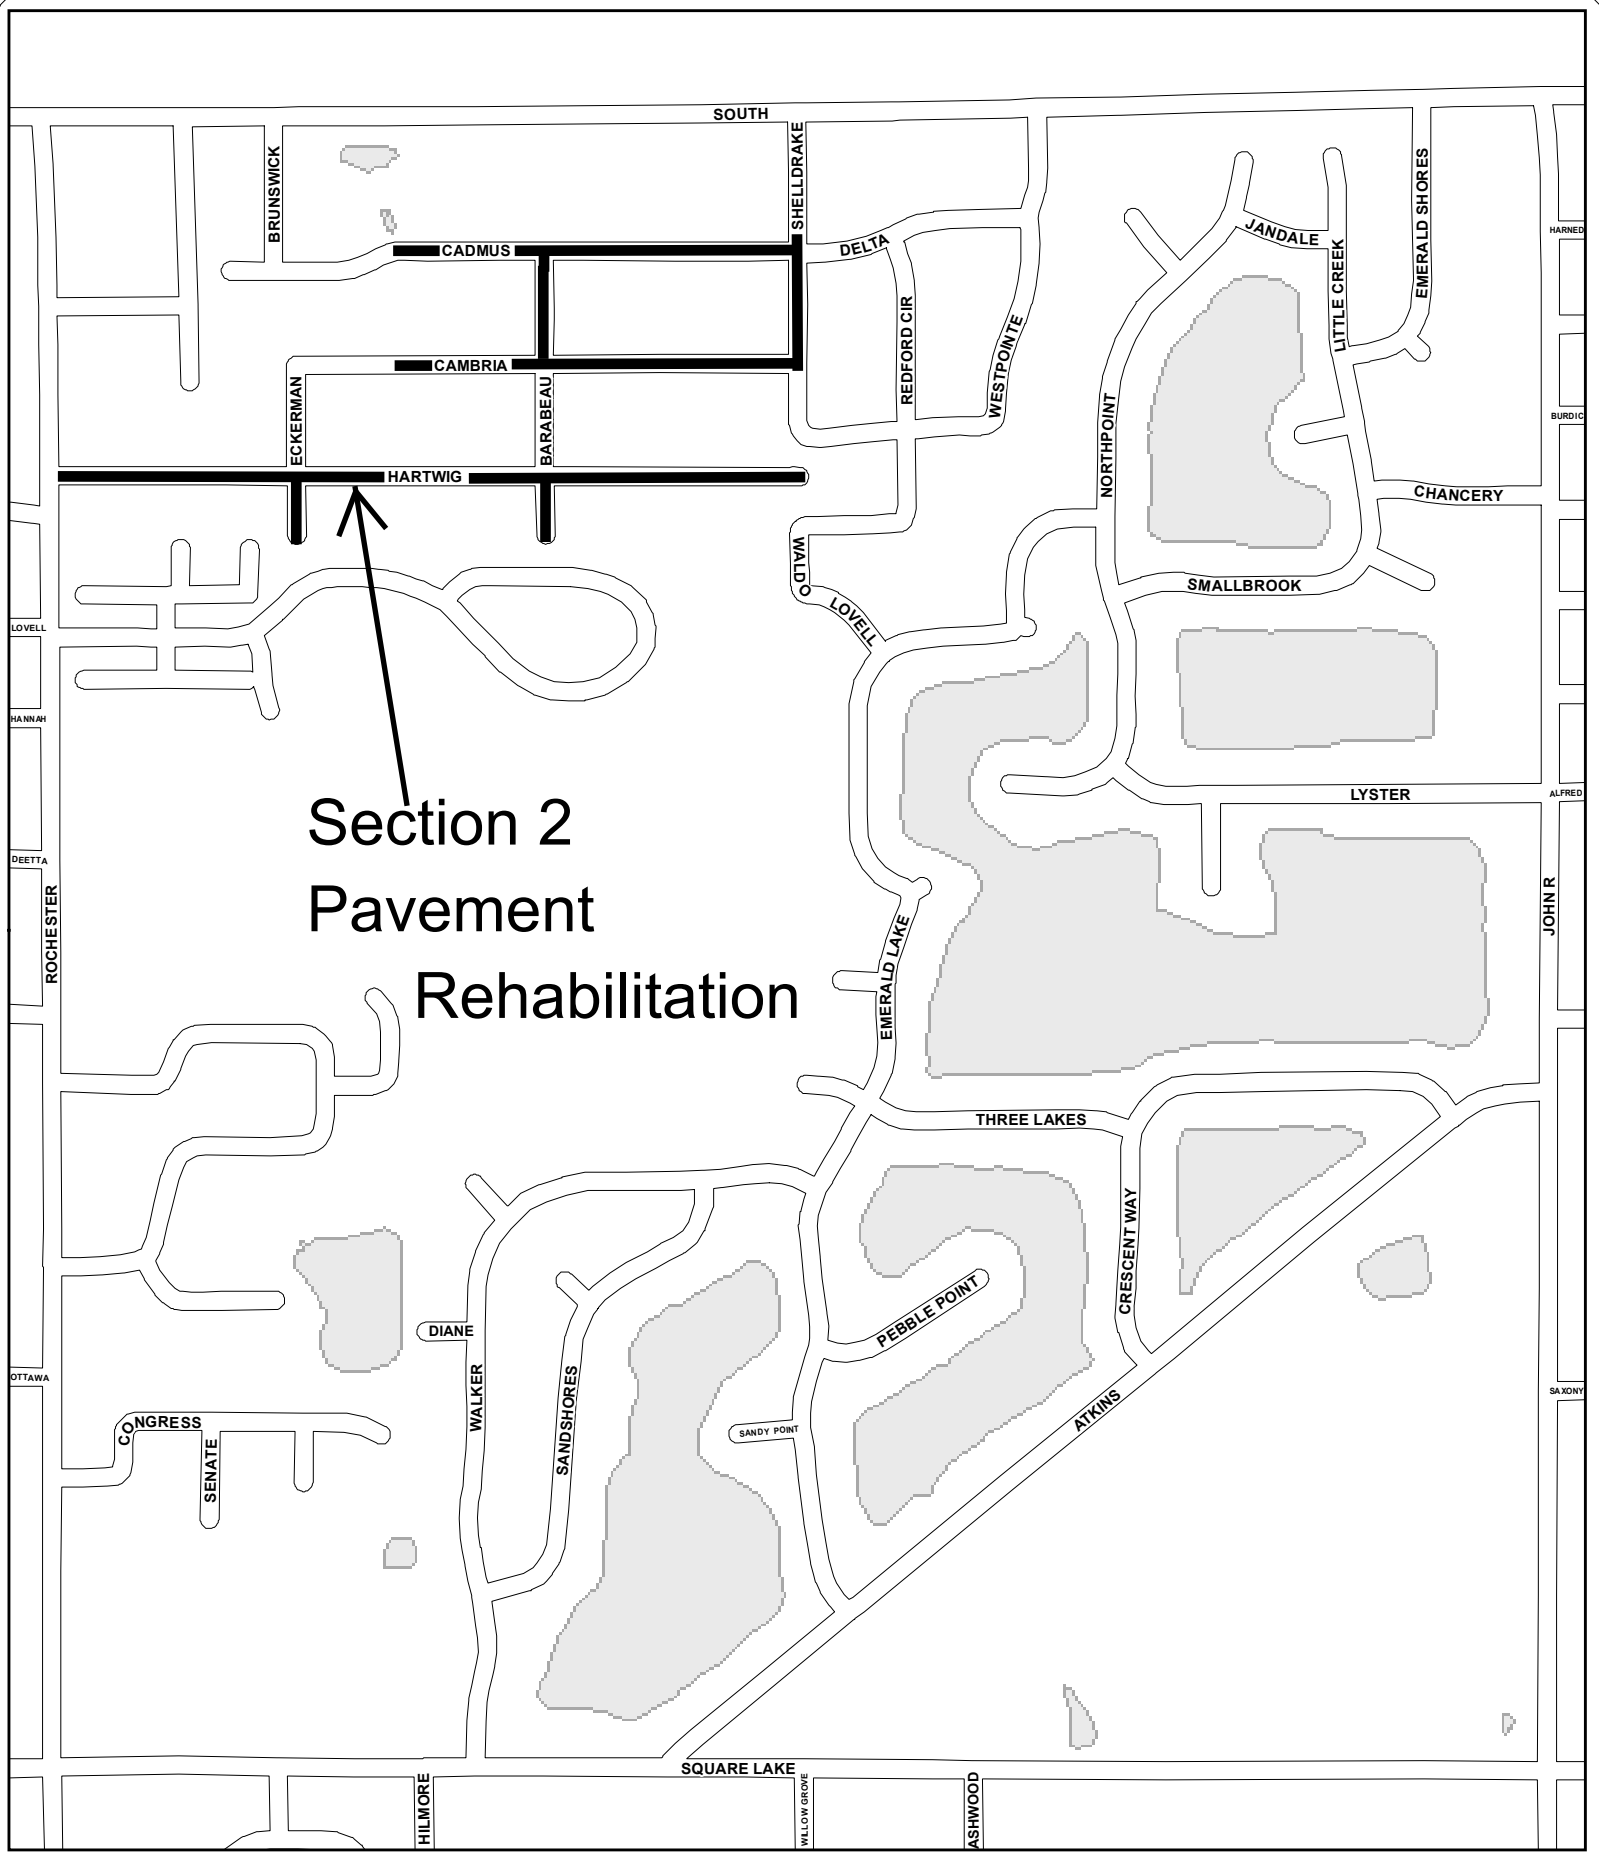 SOUTH
BRUNSWICK
SHELLDRAKE
EMERALD SHORES
HARNED
CADMUS
DELTA
JANDALE
LITTLE CREEK
REDFORD CIR
WESTPOINTE
CAMBRIA
ECKERMAN
BARABEAU
NORTHPOINT
BURDIC
HARTWIG
CHANCERY
WALDO
SMALLBROOK
LOVELL
LOVELL
HANNAH
Section 2
Pavement
Rehabilitation
LYSTER
ALFRED
DEETTA
ROCHESTER
JOHN R
EMERALD LAKE
THREE LAKES
CRESCENT WAY
PEBBLE POINT
DIANE
WALKER
SANDSHORES
OTTAWA
SAXONY
ATKINS
CONGRESS
SENATE
SANDY POINT
SQUARE LAKE
HILMORE
WILLOW GROVE
ASHWOOD